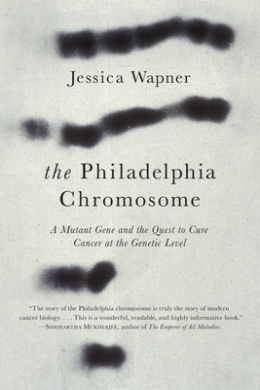 Jessica Wapner
the Philadelphia
Chromosome
A Mutant Gene and the Quest to Cure
Cancer at the Genetic Level
“The story of the Philadelphia chromosome is truly the story of modern
cancer biology. . . . This is a wonderful, readable, and highly informative book.”
—Siddhartha Mukherjee, author of The Emperor of All Maladies